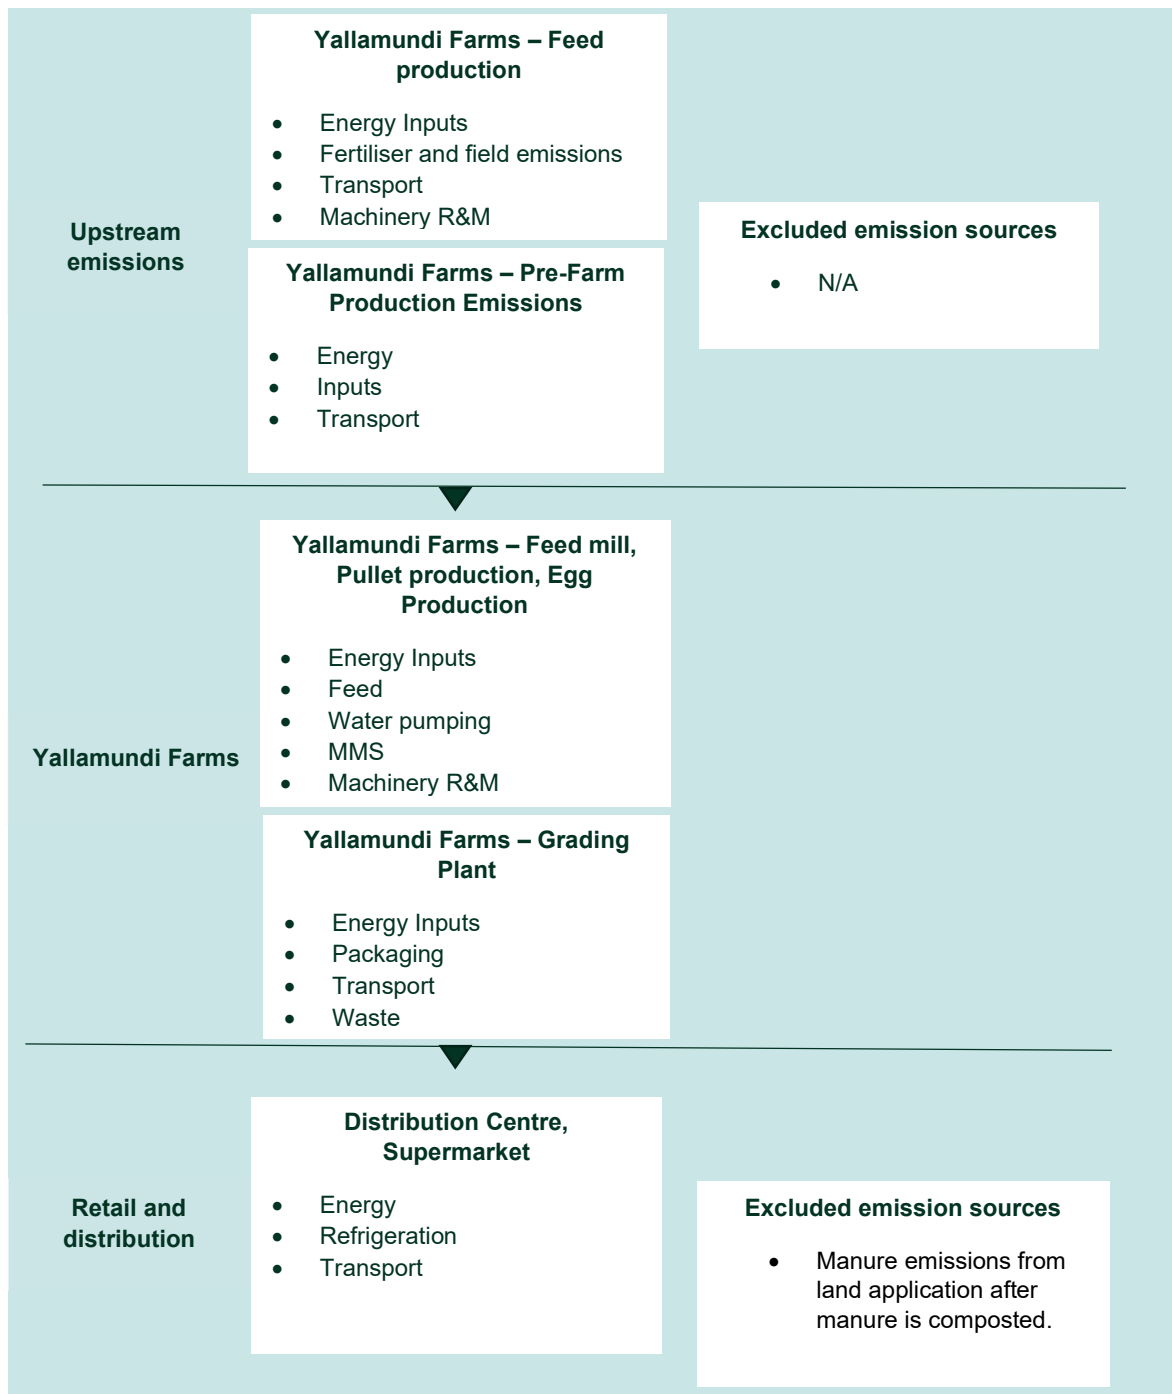 Yallamundi Farms – Feed
production
• Energy Inputs
• Fertiliser and field emissions
• Transport
• Machinery R&M
Upstream
emissions
Excluded emission sources
• N/A
Yallamundi Farms – Pre-Farm
Production Emissions
• Energy
• Inputs
• Transport
Yallamundi Farms – Feed mill,
Pullet production, Egg
Production
• Energy Inputs
• Feed
• Water pumping
• MMS
• Machinery R&M
Yallamundi Farms
Yallamundi Farms – Grading
Plant
• Energy Inputs
• Packaging
• Transport
• Waste
Distribution Centre,
Supermarket
• Energy
• Refrigeration
• Transport
Retail and
distribution
Excluded emission sources
• Manure emissions from
land application after
manure is composted.